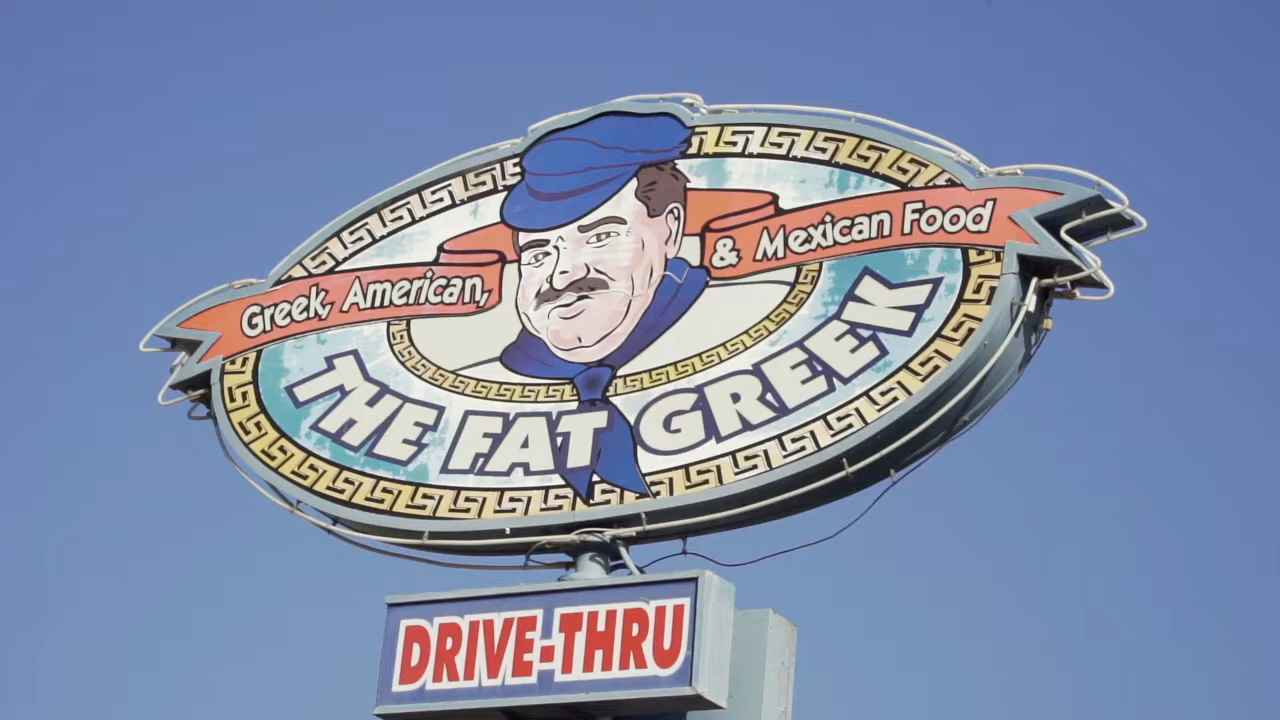 Greek, American,
& Mexican Food
THE FAT GREEK
DRIVE-THRU